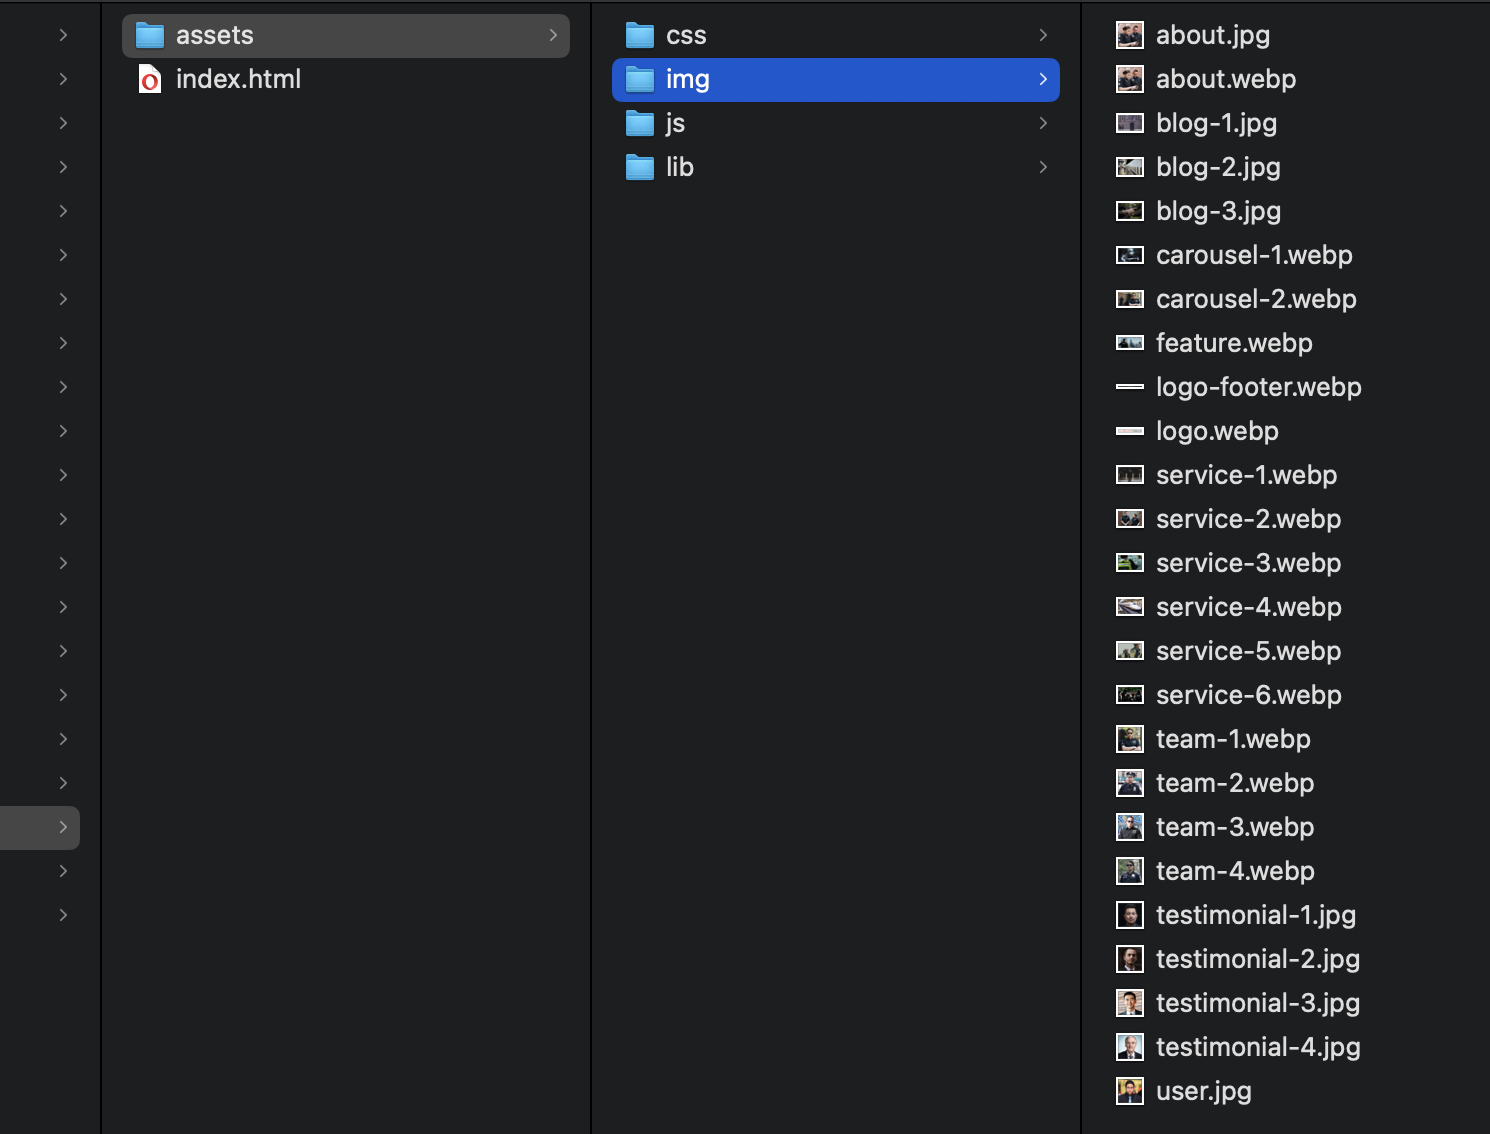 assets
index.html
css
img
js
lib
about.jpg
about.webp
blog-1.jpg
blog-2.jpg
blog-3.jpg
carousel-1.webp
carousel-2.webp
feature.webp
logo-footer.webp
logo.webp
service-1.webp
service-2.webp
service-3.webp
service-4.webp
service-5.webp
service-6.webp
team-1.webp
team-2.webp
team-3.webp
team-4.webp
testimonial-1.jpg
testimonial-2.jpg
testimonial-3.jpg
testimonial-4.jpg
user.jpg